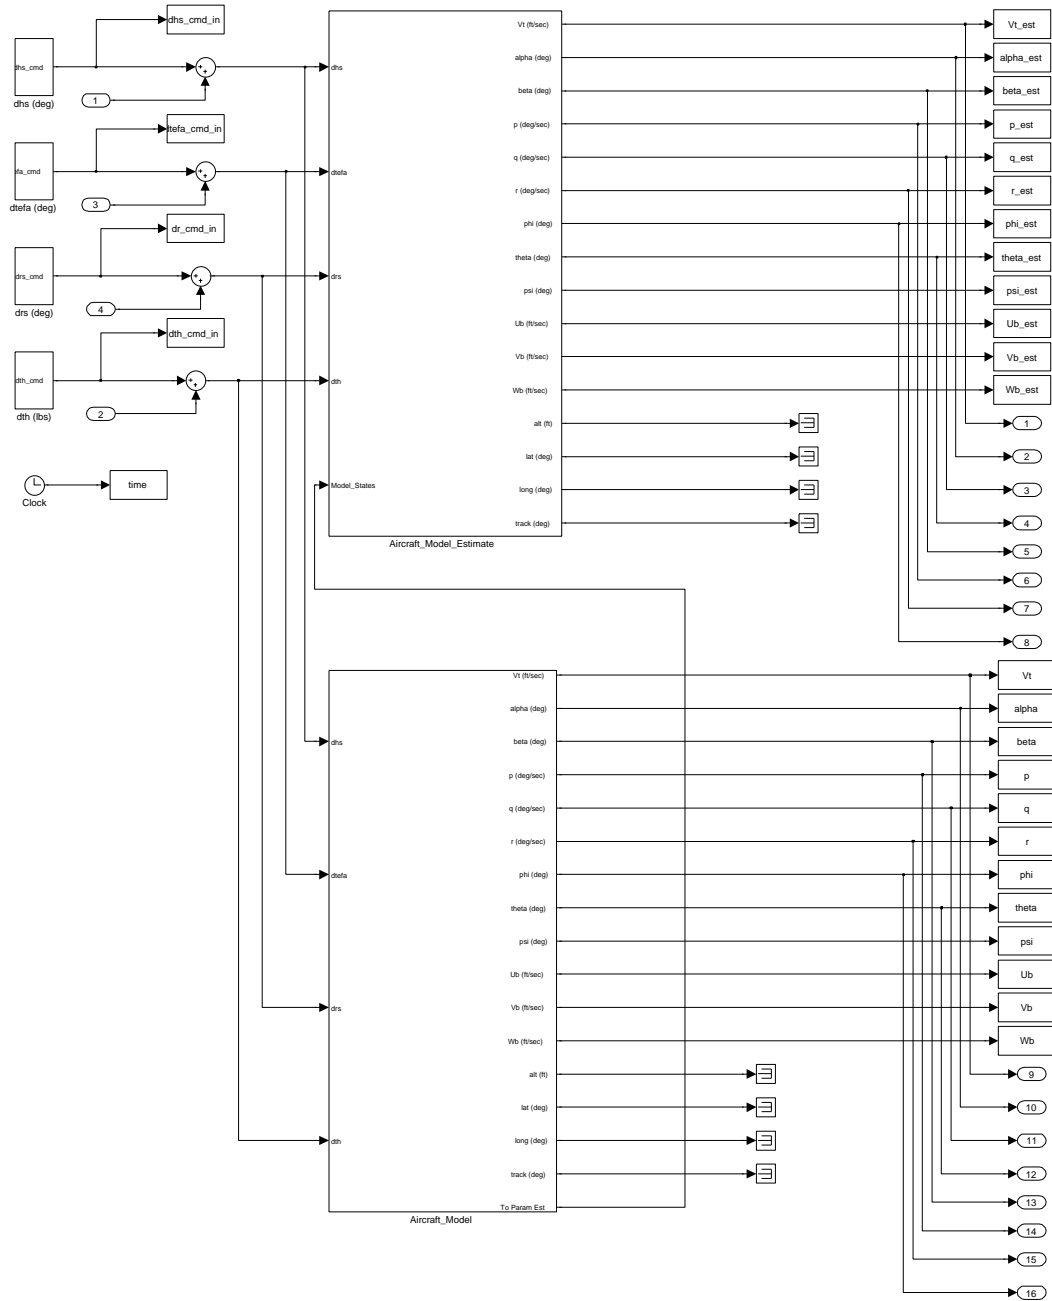 dhs_cmd_in
dhs_cmd
dhs (deg)
1
ltefa_cmd_in
efa_cmd
dtefa (deg)
3
dr_cmd_in
drs_cmd
drs (deg)
4
dth_cmd_in
dth_cmd
dth (lbs)
2
Clock
time
dhs
dtefa
drs
dth
Model_States
Vt (ft/sec)
alpha (deg)
beta (deg)
p (deg/sec)
q (deg/sec)
r (deg/sec)
phi (deg)
theta (deg)
psi (deg)
Ub (ft/sec)
Vb (ft/sec)
Wb (ft/sec)
alt (ft)
lat (deg)
long (deg)
track (deg)
Aircraft_Model_Estimate
Vt_est
alpha_est
beta_est
p_est
q_est
r_est
phi_est
theta_est
psi_est
Ub_est
Vb_est
Wb_est
1
2
3
4
5
6
7
8
dhs
dtefa
drs
dth
Vt (ft/sec)
alpha (deg)
beta (deg)
p (deg/sec)
q (deg/sec)
r (deg/sec)
phi (deg)
theta (deg)
psi (deg)
Ub (ft/sec)
Vb (ft/sec)
Wb (ft/sec)
alt (ft)
lat (deg)
long (deg)
track (deg)
To Param Est
Aircraft_Model
Vt
alpha
beta
p
q
r
phi
theta
psi
Ub
Vb
Wb
9
10
11
12
13
14
15
16